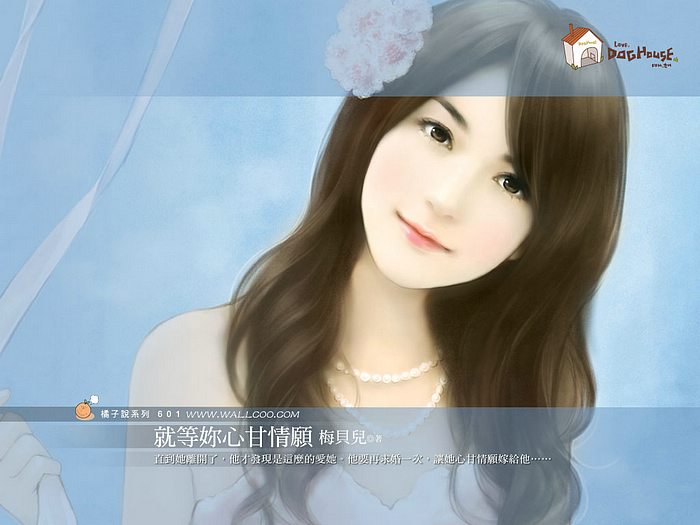 LOVE.
DOGHOUSE
com.tw
橘子說系列 601 WWW.WALLCOO.COM
就等妳心甘情願 梅貝兒◎著
直到她離開了，他才發現是這麼的愛她。他要再求婚一次，讓她心甘情願嫁給他……